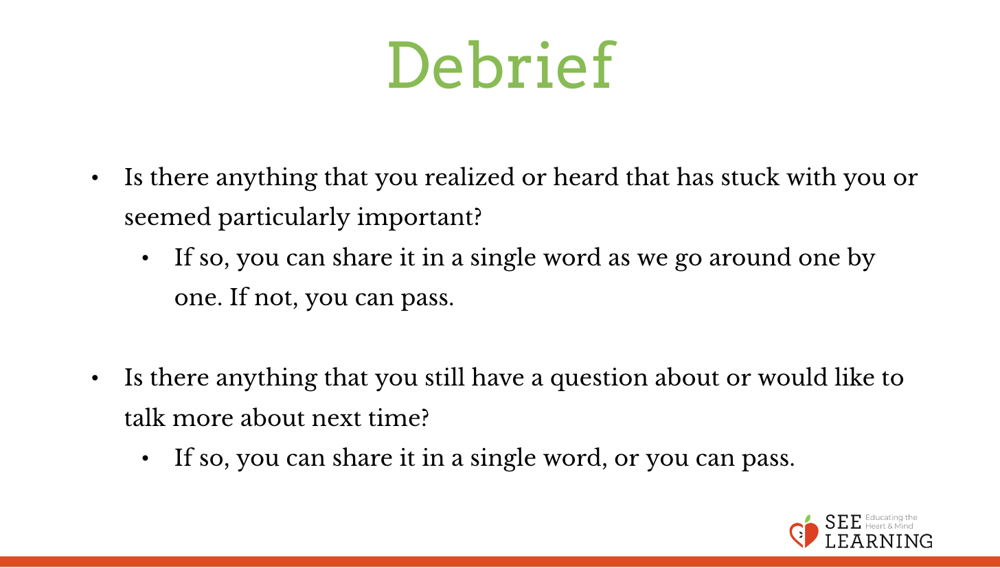 Debrief
• Is there anything that you realized or heard that has stuck with you or
seemed particularly important?
• If so, you can share it in a single word as we go around one by
one. If not, you can pass.
• Is there anything that you still have a question about or would like to
talk more about next time?
• If so, you can share it in a single word, or you can pass.
SEE Educating the
Heart & Mind
LEARNING